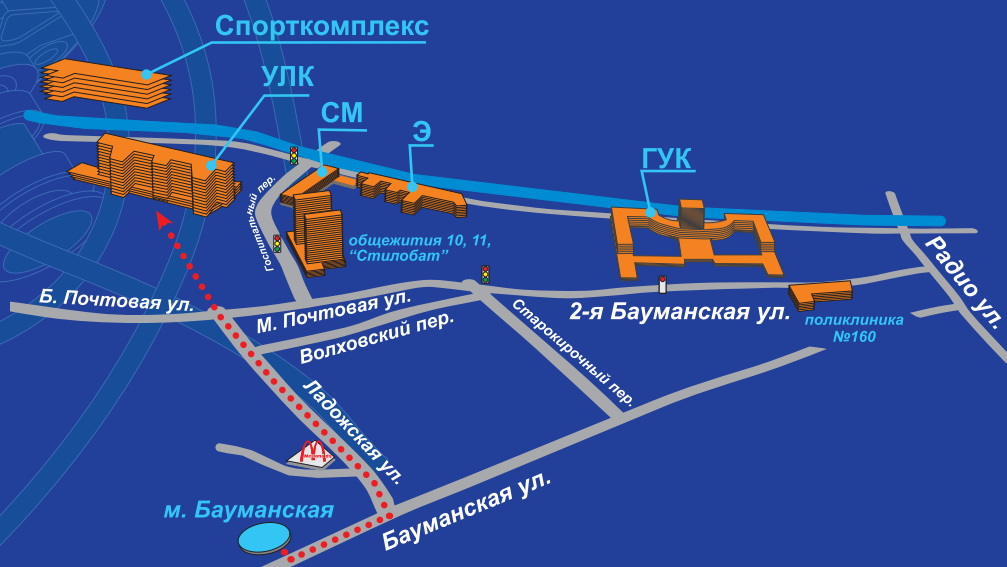 Спорткомплекс
УЛК
СМ
Э
ГУК
Госпитальный пер.
общежития 10, 11,
"Стилобат"
Радио ул.
Б. Почтовая ул.
М. Почтовая ул.
2-я Бауманская ул.
поликлиника
№160
Волховский пер.
Старокирочный пер.
Ладожская ул.
м. Бауманская
Бауманская ул.